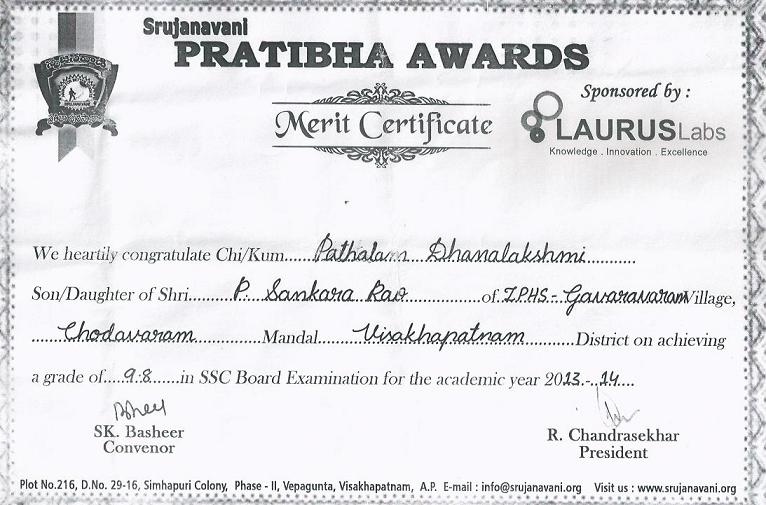 Srujanavani
PRATIBHA AWARDS
Merit Certificate
Sponsored by :
LAURUS Labs
Knowledge . Innovation . Excellence
We heartily congratulate Chi/Kum......Pathalam Dhanalakshmi...........
Son/Daughter of Shri.........P. Sankara Rao....................of ZPHS-Gavaravaram Village,
......Chodavaram..............Mandal........Visakhapatnam............District on achieving
a grade of.....9.8......in SSC Board Examination for the academic year 2013.-.14....
SK. Basheer
Convenor
R. Chandrasekhar
President
Plot No.216, D.No. 29-16, Simhapuri Colony, Phase - II, Vepagunta, Visakhapatnam, A.P. E-mail : info@srujanavani.org Visit us : www.srujanavani.org